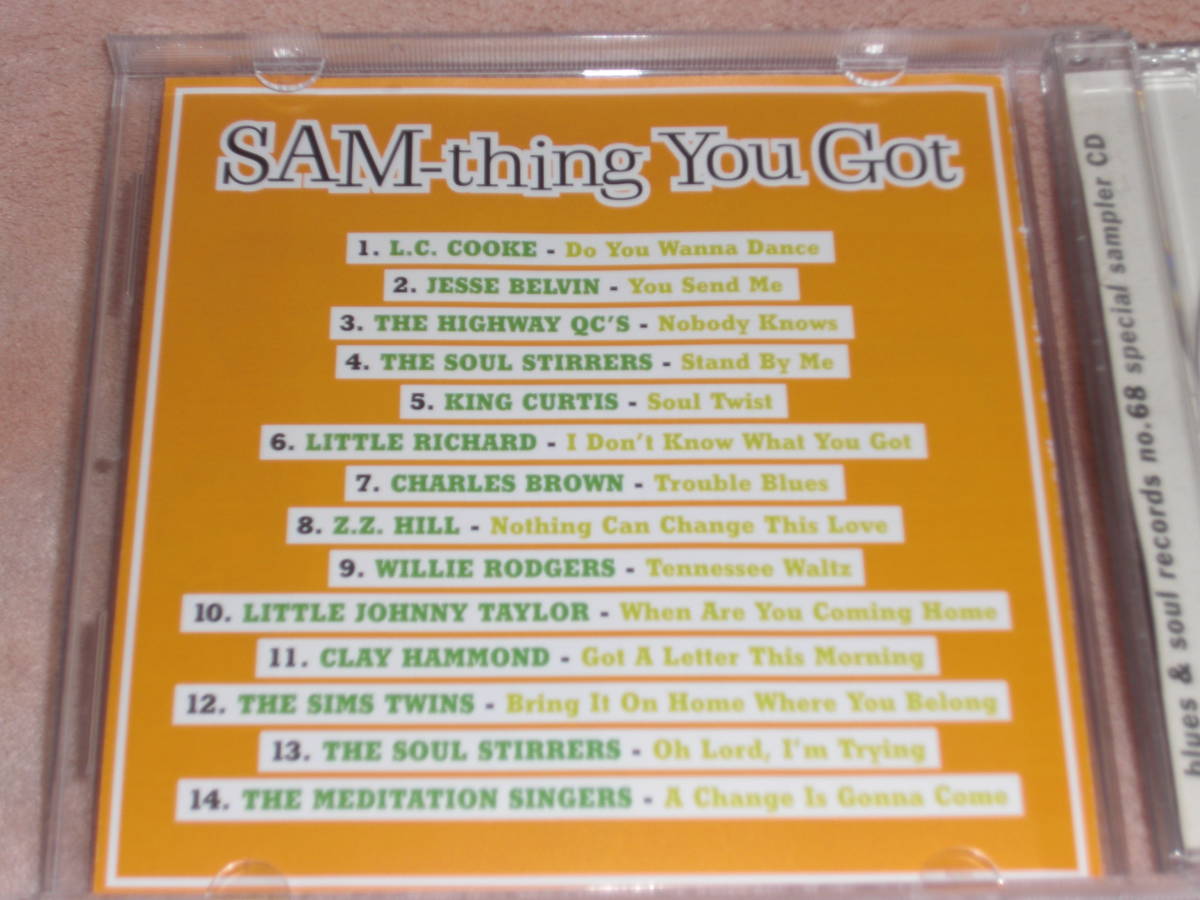 SAM-thing You Got
1. L.C. COOKE - Do You Wanna Dance
2. JESSE BELVIN - You Send Me
3. THE HIGHWAY QC'S - Nobody Knows
4. THE SOUL STIRRERS - Stand By Me
5. KING CURTIS - Soul Twist
6. LITTLE RICHARD - I Don't Know What You Got
7. CHARLES BROWN - Trouble Blues
8. Z.Z. HILL - Nothing Can Change This Love
9. WILLIE RODGERS - Tennessee Waltz
10. LITTLE JOHNNY TAYLOR - When Are You Coming Home
11. CLAY HAMMOND - Got A Letter This Morning
12. THE SIMS TWINS - Bring It On Home Where You Belong
13. THE SOUL STIRRERS - Oh Lord, I'm Trying
14. THE MEDITATION SINGERS - A Change Is Gonna Come
blues & soul records no.68 special sampler CD